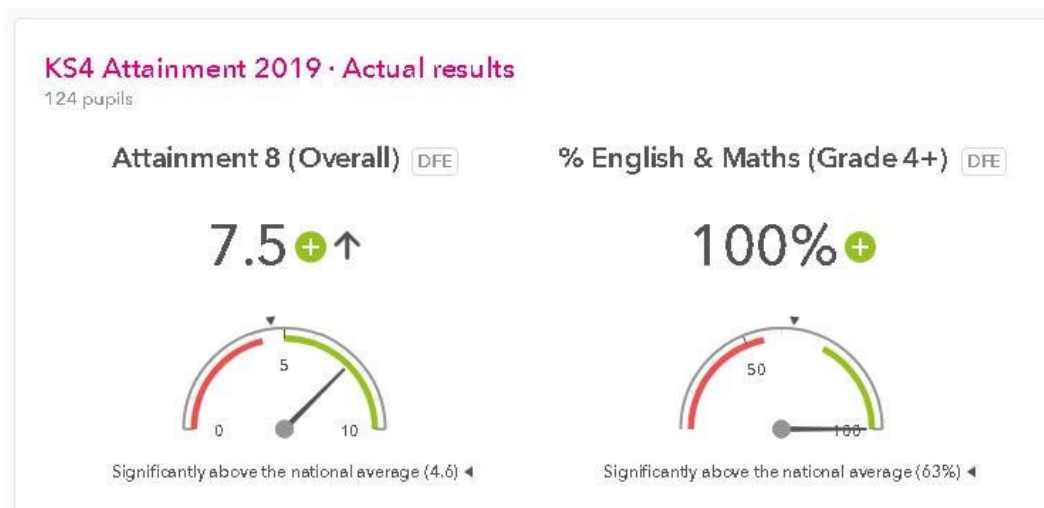 KS4 Attainment 2019 · Actual results
124 pupils
Attainment 8 (Overall) DFE
% English & Maths (Grade 4+) DFE
7.5 + ↑
100% +
5
0
10
50
100
Significantly above the national average (4.6) ◄
Significantly above the national average (63%) ◄